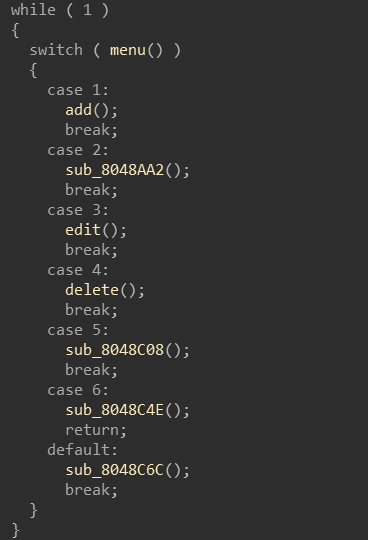 while ( 1 )
{
  switch ( menu() )
  {
    case 1:
      add();
      break;
    case 2:
      sub_8048AA2();
      break;
    case 3:
      edit();
      break;
    case 4:
      delete();
      break;
    case 5:
      sub_8048C08();
      break;
    case 6:
      sub_8048C4E();
      return;
    default:
      sub_8048C6C();
      break;
  }
}